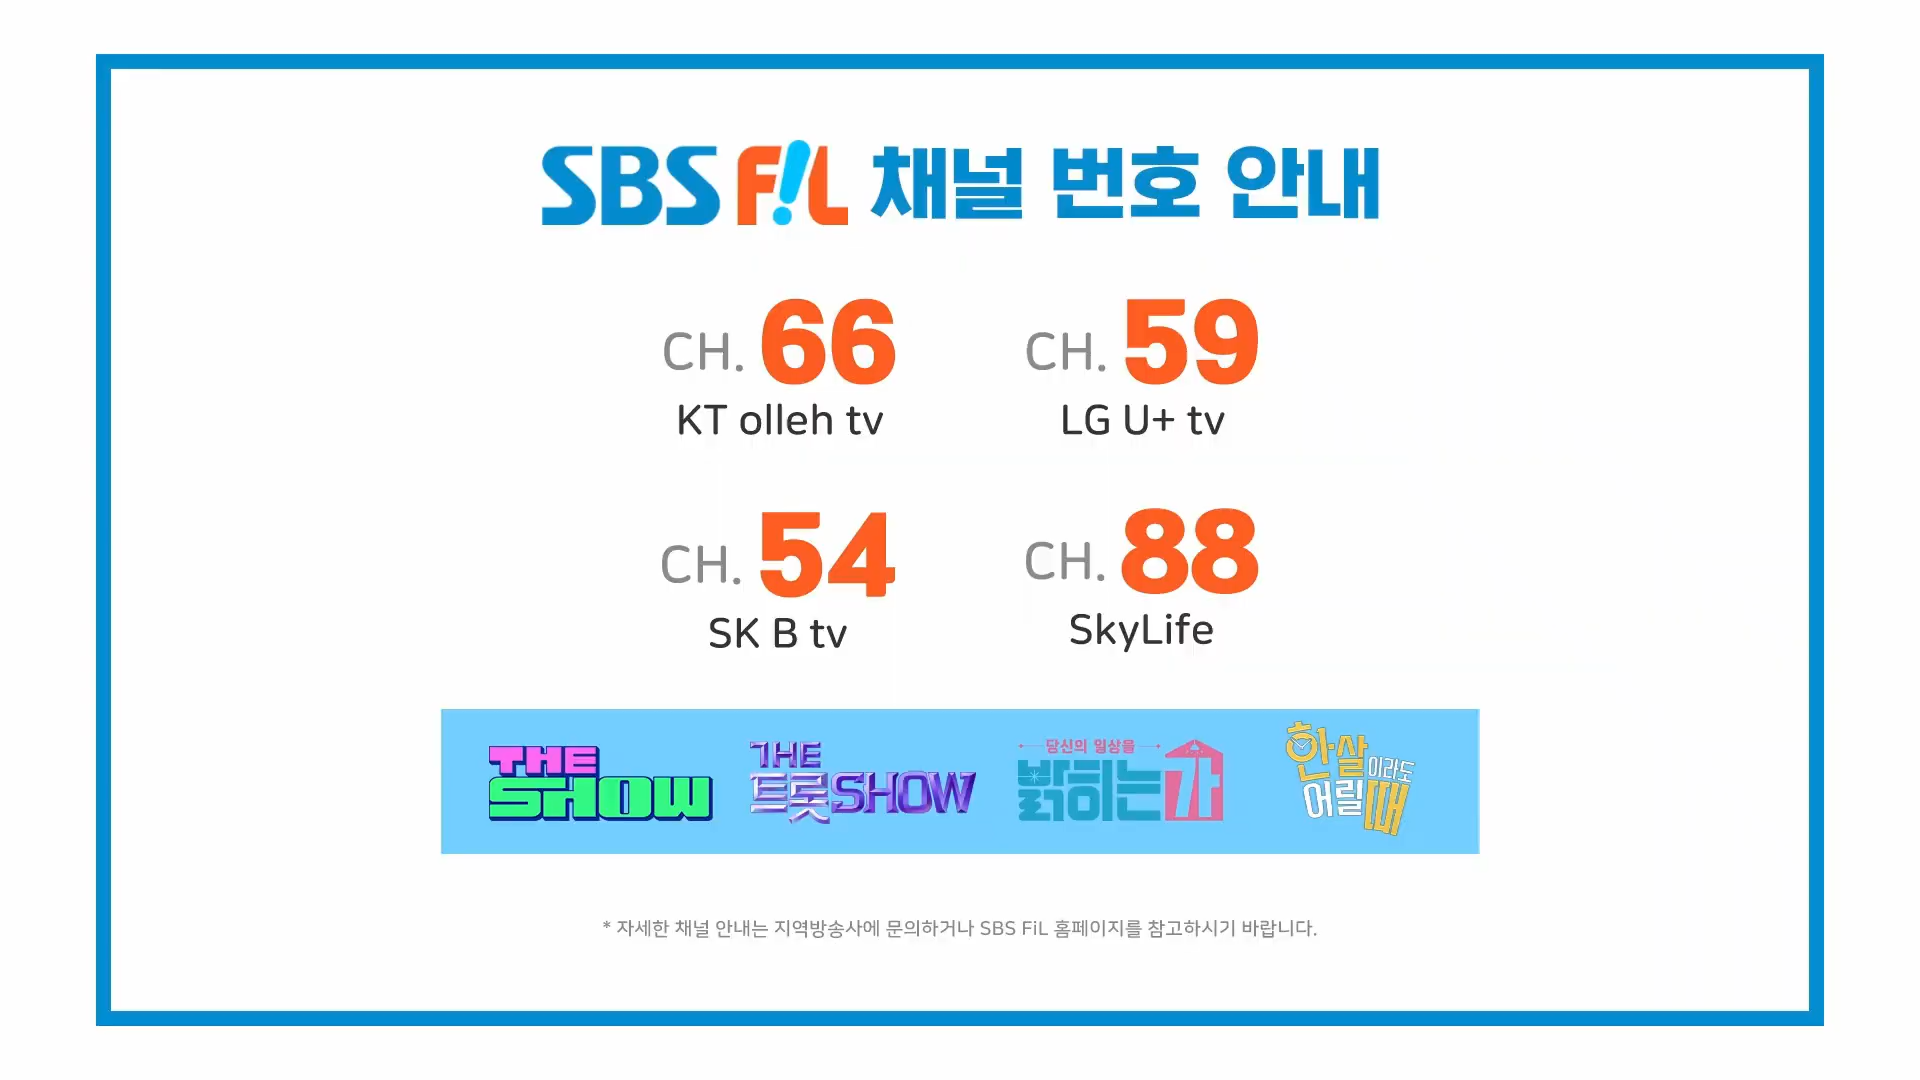 SBS FiL 채널 번호 안내
CH. 66
KT olleh tv
CH. 59
LG U+ tv
CH. 54
SK B tv
CH. 88
SkyLife
THE
SHOW
THE
트롯SHOW
당신의 일상을
밝히는가
한살이라도
어릴때
* 자세한 채널 안내는 지역방송사에 문의하거나 SBS FiL 홈페이지를 참고하시기 바랍니다.